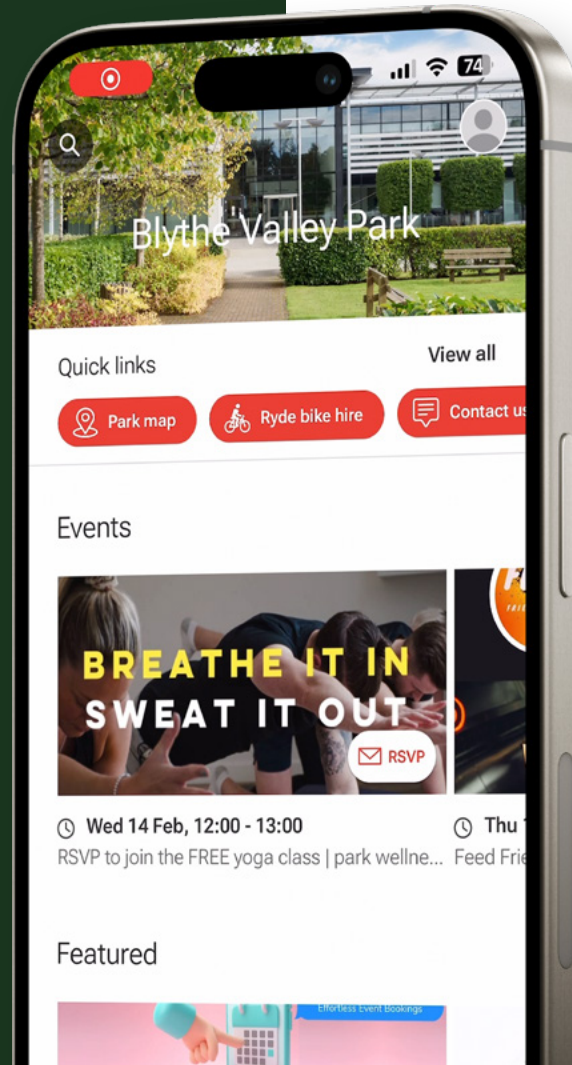 74
Blythe Valley Park
Quick links
View all
Park map
Ryde bike hire
Contact us
Events
BREATHE IT IN
SWEAT IT OUT
RSVP
Wed 14 Feb, 12:00 - 13:00
Thu
RSVP to join the FREE yoga class | park wellne...
Feed Frie
Featured
Effortless Event Bookings